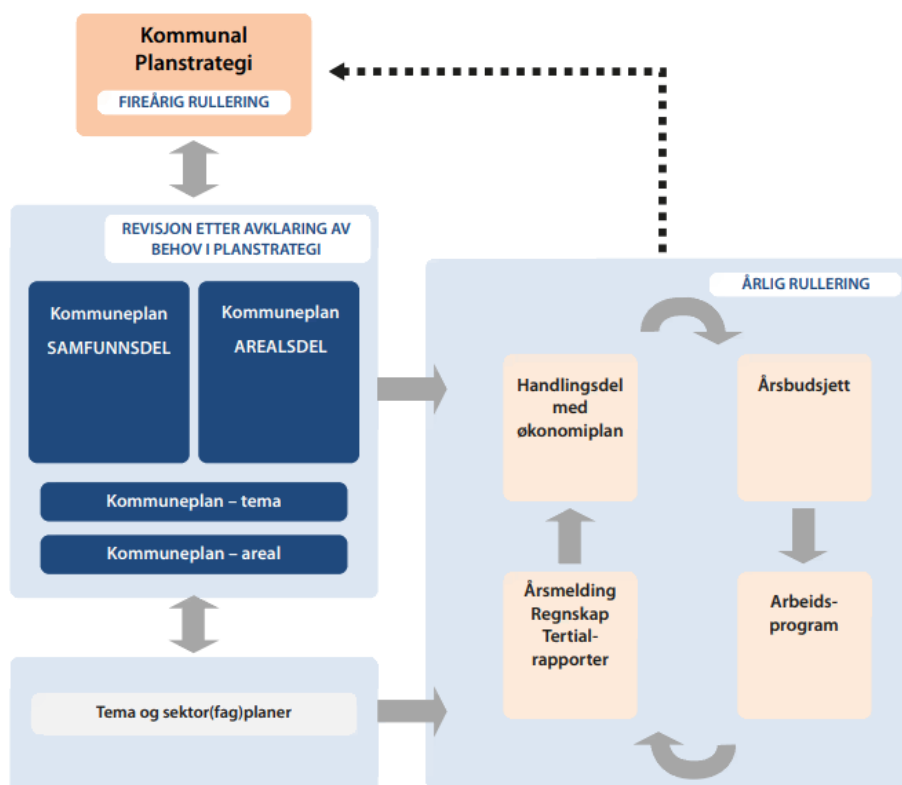 Kommunal
Planstrategi
FIREÅRIG RULLERING
REVISJON ETTER AVKLARING AV
BEHOV I PLANSTRATEGI
Kommuneplan
SAMFUNNSDEL
Kommuneplan
AREALSDEL
Kommuneplan – tema
Kommuneplan – areal
Tema og sektor(fag)planer
ÅRLIG RULLERING
Handlingsdel
med
økonomiplan
Årsbudsjett
Årsmelding
Regnskap
Tertial-
rapporter
Arbeids-
program